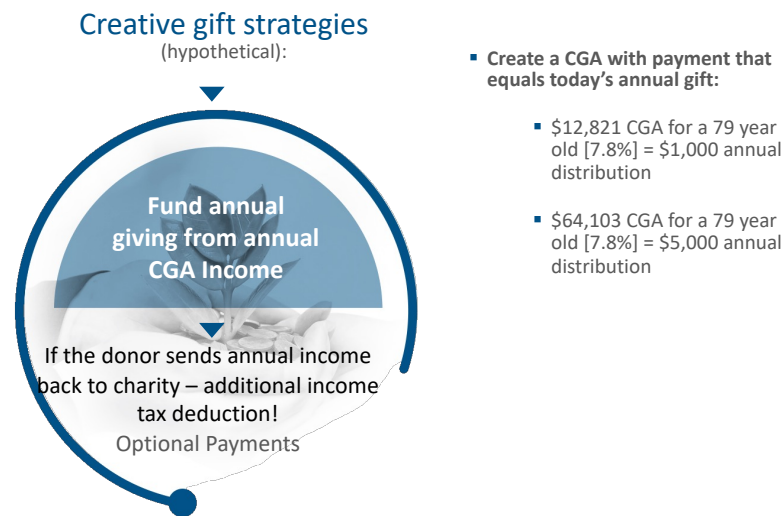 Creative gift strategies
(hypothetical):
Fund annual
giving from annual
CGA Income
If the donor sends annual income
back to charity – additional income
tax deduction!
Optional Payments
▪ Create a CGA with payment that
equals today’s annual gift:
▪ $12,821 CGA for a 79 year
old [7.8%] = $1,000 annual
distribution
▪ $64,103 CGA for a 79 year
old [7.8%] = $5,000 annual
distribution